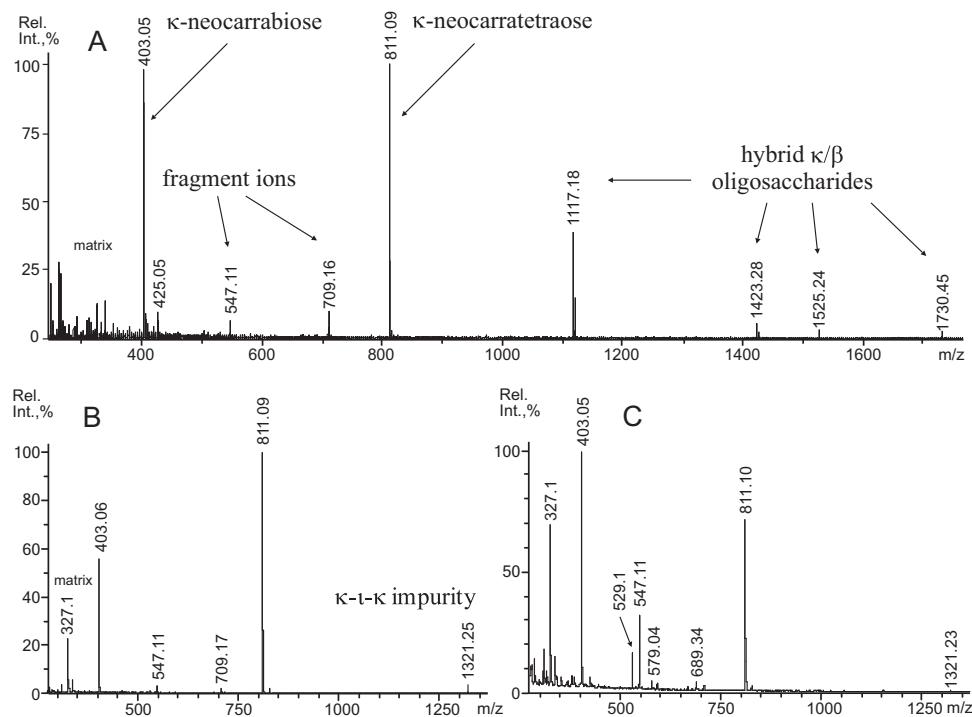 Rel.
Int.,%
A
κ-neocarrabiose
κ-neocarratetraose
403.05
811.09
hybrid κ/β
oligosaccharides
fragment ions
matrix
425.05
547.11
709.16
1117.18
1423.28
1525.24
1730.45
100
75
50
25
0
400
600
800
1000
1200
1400
1600
m/z
Rel.
Int.,%
B
811.09
403.06
matrix
327.1
547.11
709.17
κ-ι-κ impurity
1321.25
100
80
60
40
20
0
500
750
1000
1250
m/z
Rel.
Int.,%
C
403.05
327.1
811.10
529.1
547.11
579.04
689.34
1321.23
100
50
0
500
750
1000
1250
m/z